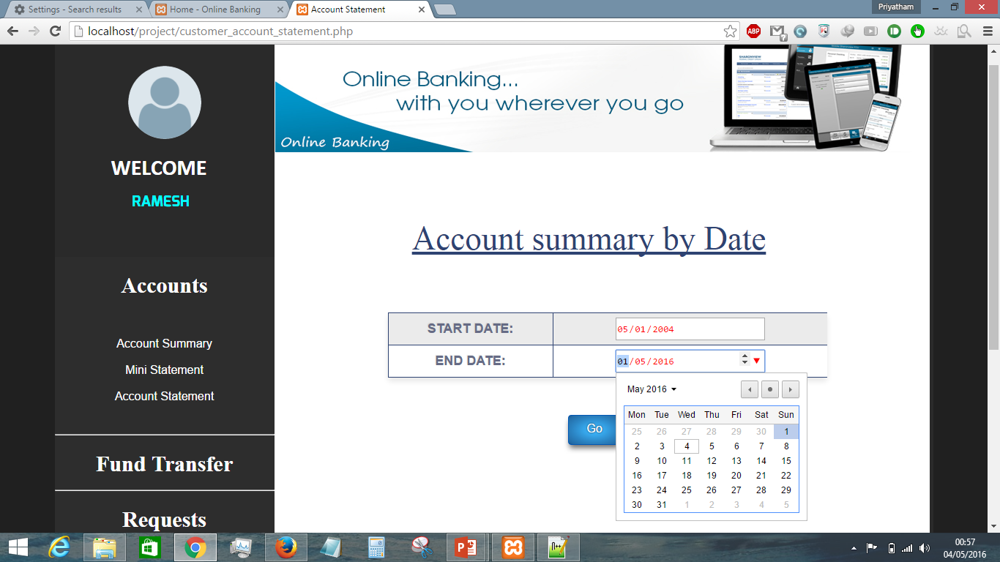 Settings - Search results
Home - Online Banking
Account Statement
Priyatham
localhost/project/customer_account_statement.php
ABP
WELCOME
RAMESH
Accounts
Account Summary
Mini Statement
Account Statement
Fund Transfer
Requests
Online Banking...
with you wherever you go
Online Banking
SHARONVIEW
Account summary by Date
START DATE: 05/01/2004
END DATE: 01/05/2016
Go
May 2016
Mon Tue Wed Thu Fri Sat Sun
25 26 27 28 29 30 1
2 3 4 5 6 7 8
9 10 11 12 13 14 15
16 17 18 19 20 21 22
23 24 25 26 27 28 29
30 31 1 2 3 4 5
00:57
04/05/2016